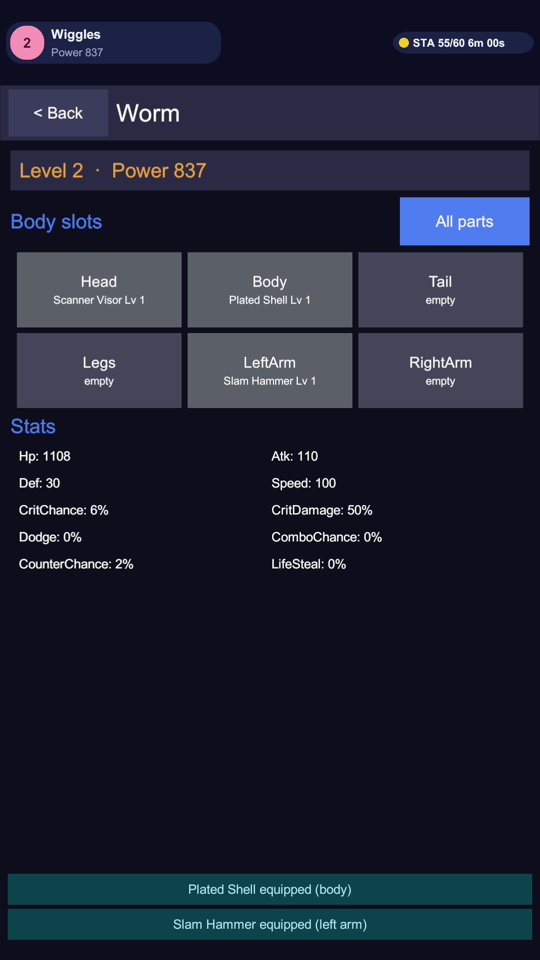 2
Wiggles
Power 837
STA 55/60 6m 00s
< Back
Worm
Level 2 · Power 837
Body slots
All parts
Head
Scanner Visor Lv 1
Body
Plated Shell Lv 1
Tail
empty
Legs
empty
LeftArm
Slam Hammer Lv 1
RightArm
empty
Stats
Hp: 1108
Atk: 110
Def: 30
Speed: 100
CritChance: 6%
CritDamage: 50%
Dodge: 0%
ComboChance: 0%
CounterChance: 2%
LifeSteal: 0%
Plated Shell equipped (body)
Slam Hammer equipped (left arm)